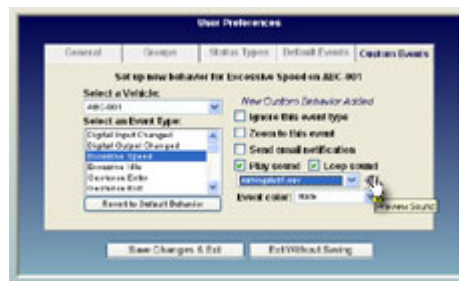 User Preferences
General Groups Status Types Default Events Custom Events
Set up new behavior for Excessive Speed on ABC-001
Select a Vehicle:
ABC-001
New Custom Behavior Added
Select an Event Type:
Ignore this event type
Zoom to this event
Send email notification
Play sound Loop sound
Digital Input Changed
Digital Output Changed
Excessive Speed
Excessive Idle
Geofence Enter
Geofence Exit
Revert to Default Behavior
Event color:
Preview Sound
Save Changes & Exit Exit Without Saving